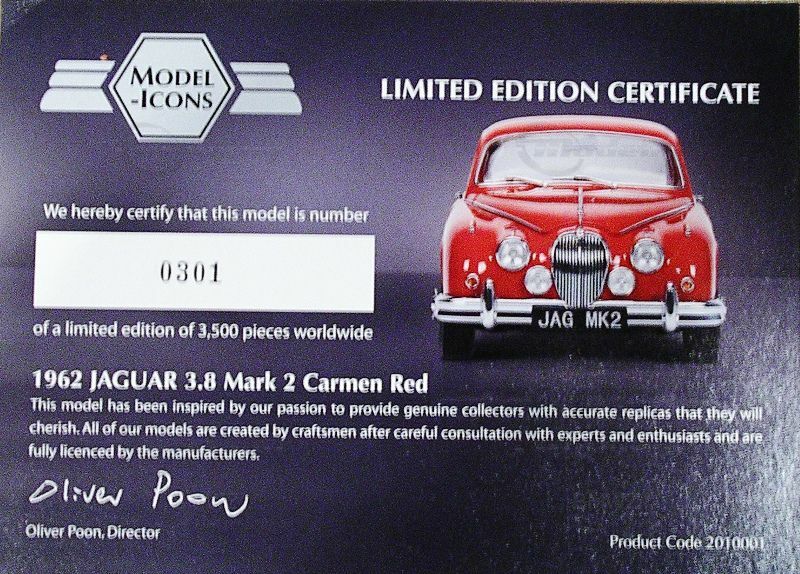 MODEL
-ICONS
LIMITED EDITION CERTIFICATE
We hereby certify that this model is number
0301
of a limited edition of 3,500 pieces worldwide
JAG MK2
1962 JAGUAR 3.8 Mark 2 Carmen Red
This model has been inspired by our passion to provide genuine collectors with accurate replicas that they will
cherish. All of our models are created by craftsmen after careful consultation with experts and enthusiasts and are
fully licenced by the manufacturers.
Oliver Poon
Oliver Poon, Director
Product Code 2010001